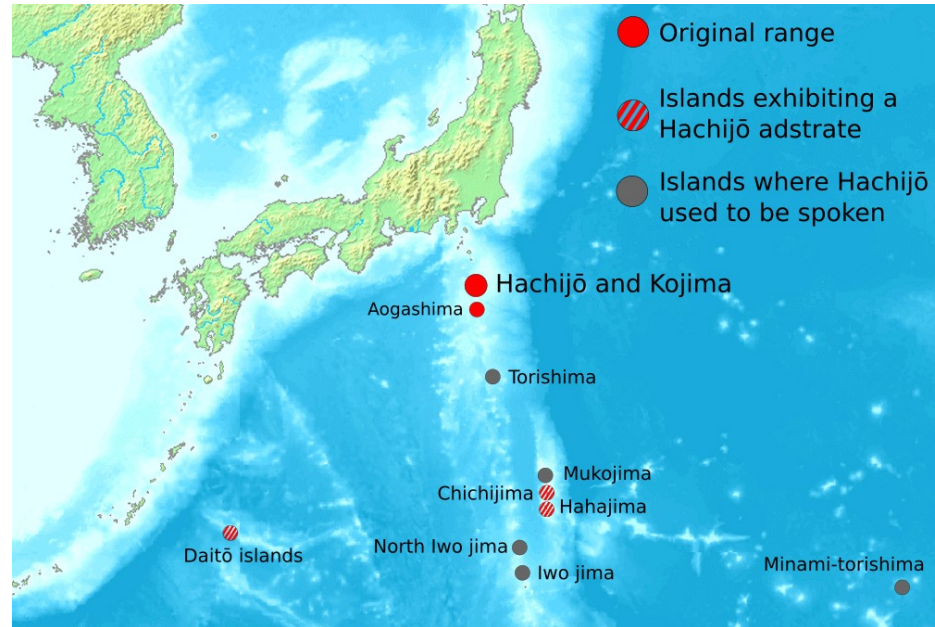 Original range
Islands exhibiting a
Hachijō adstrate
Islands where Hachijō
used to be spoken
Hachijō and Kojima
Aogashima
Torishima
Mukojima
Chichijima
Hahajima
North Iwo jima
Daitō islands
Iwo jima
Minami-torishima